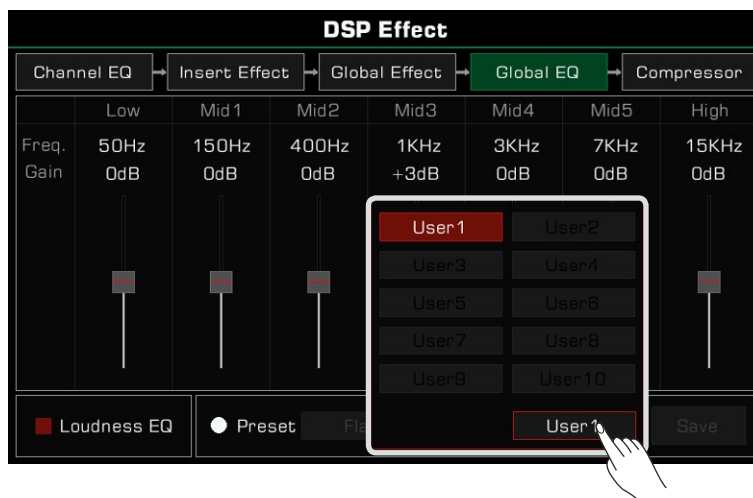 DSP Effect
Channel EQ Insert Effect Global Effect Global EQ Compressor
Low Mid1 Mid2 Mid3 Mid4 Mid5 High
Freq. 50Hz 150Hz 400Hz 1KHz 3KHz 7KHz 15KHz
Gain 0dB 0dB 0dB +3dB 0dB 0dB 0dB
User1 User2
User3 User4
User5 User6
User7 User8
User9 User10
Loudness EQ Preset User1 Save